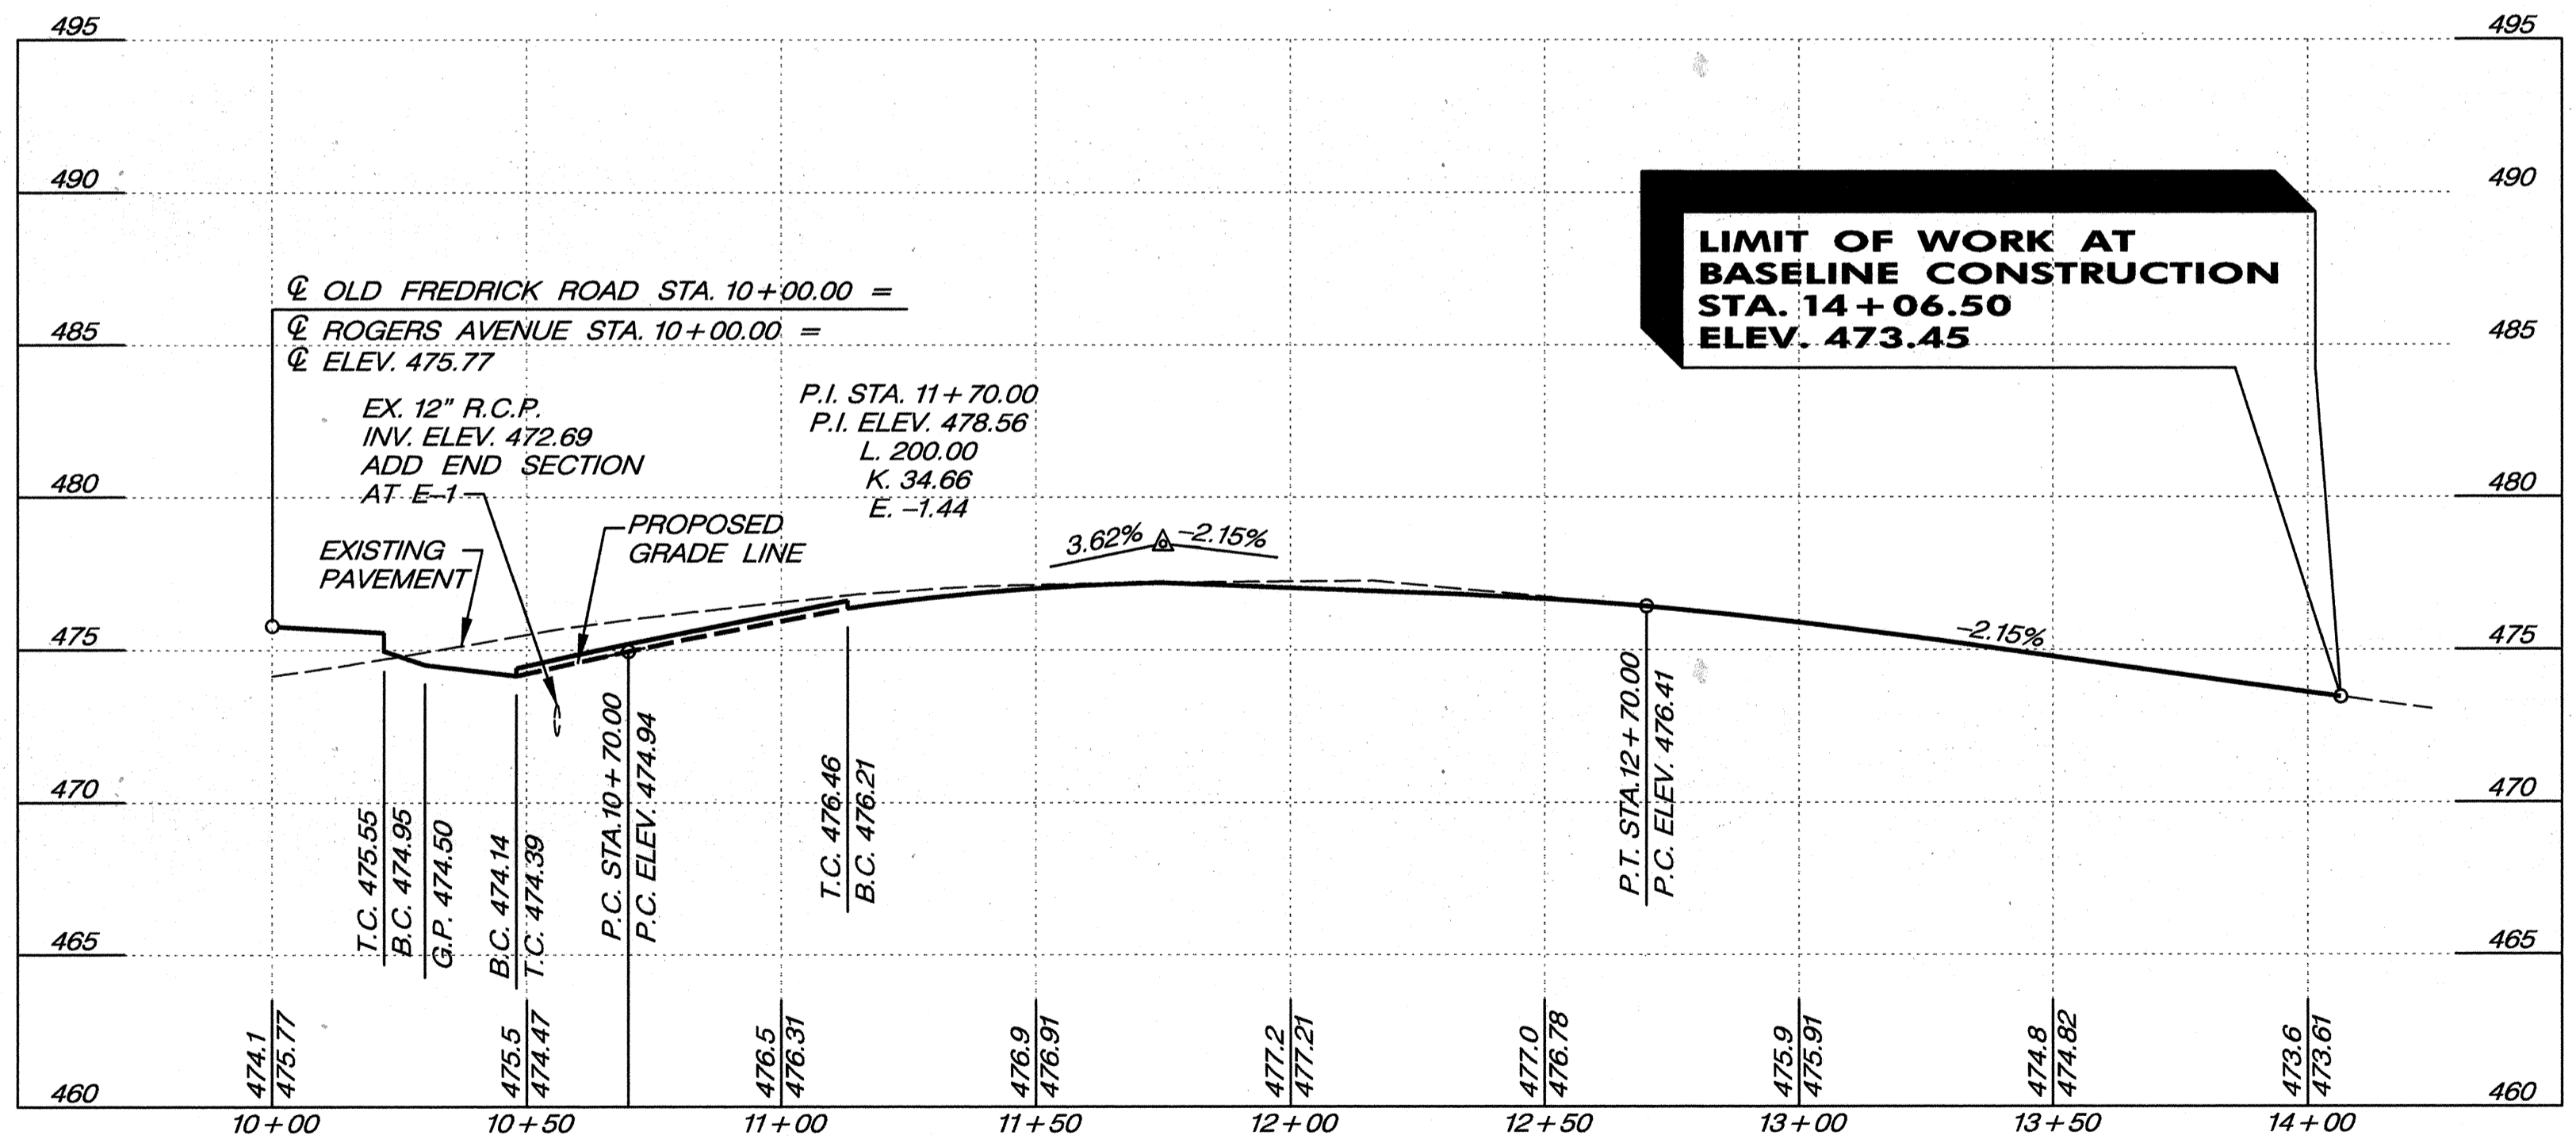 495
495
490
490
LIMIT OF WORK AT
BASELINE CONSTRUCTION
STA. 14+06.50
ELEV. 473.45
℄ OLD FREDRICK ROAD STA. 10+00.00 =
℄ ROGERS AVENUE STA. 10+00.00 =
℄ ELEV. 475.77
485
485
EX. 12" R.C.P.
INV. ELEV. 472.69
ADD END SECTION
AT E-1
P.I. STA. 11+70.00
P.I. ELEV. 478.56
L. 200.00
K. 34.66
E. -1.44
480
480
EXISTING
PAVEMENT
PROPOSED
GRADE LINE
3.62%
-2.15%
-2.15%
475
475
T.C. 475.55
B.C. 474.95
G.P. 474.50
B.C. 474.14
T.C. 474.39
P.C. STA. 10+70.00
P.C. ELEV. 474.94
T.C. 476.46
B.C. 476.21
P.T. STA. 12+70.00
P.C. ELEV. 476.41
470
470
465
465
474.1
475.77
475.5
474.47
476.5
476.31
476.9
476.91
477.2
477.21
477.0
476.78
475.9
475.91
474.8
474.82
473.6
473.61
460
460
10+00
10+50
11+00
11+50
12+00
12+50
13+00
13+50
14+00